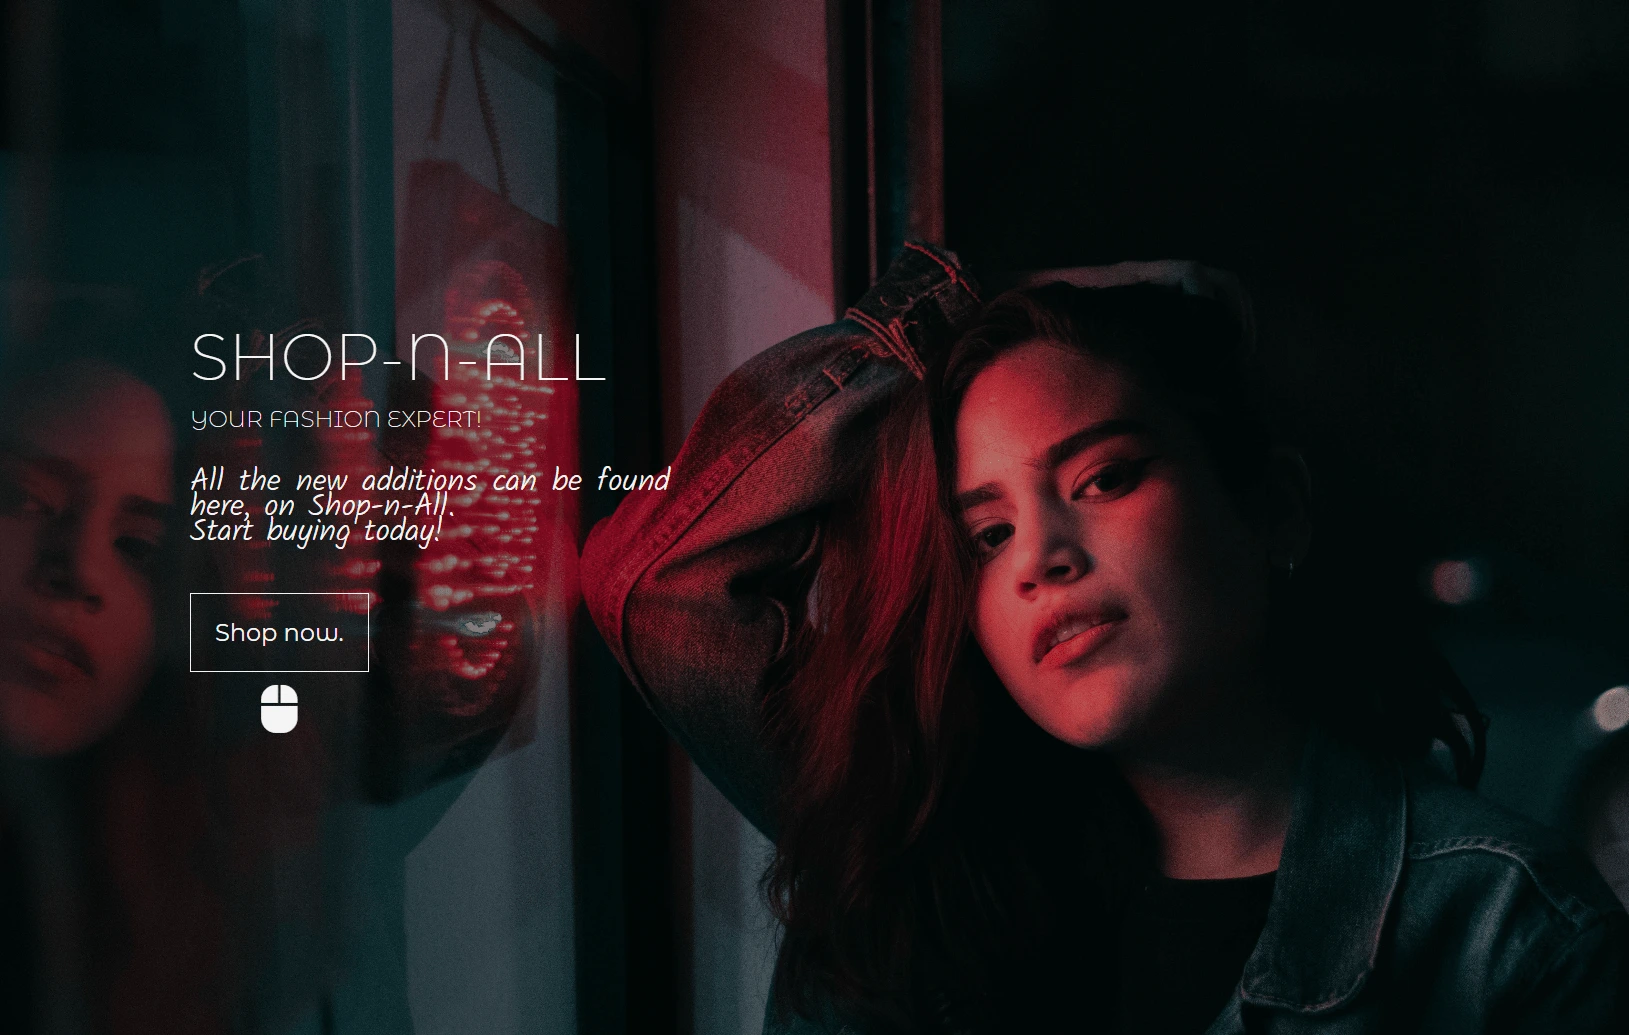 SHOP-N-ALL
YOUR FASHION EXPERT!
All the new additions can be found
here, on Shop-n-All.
Start buying today!
Shop now.